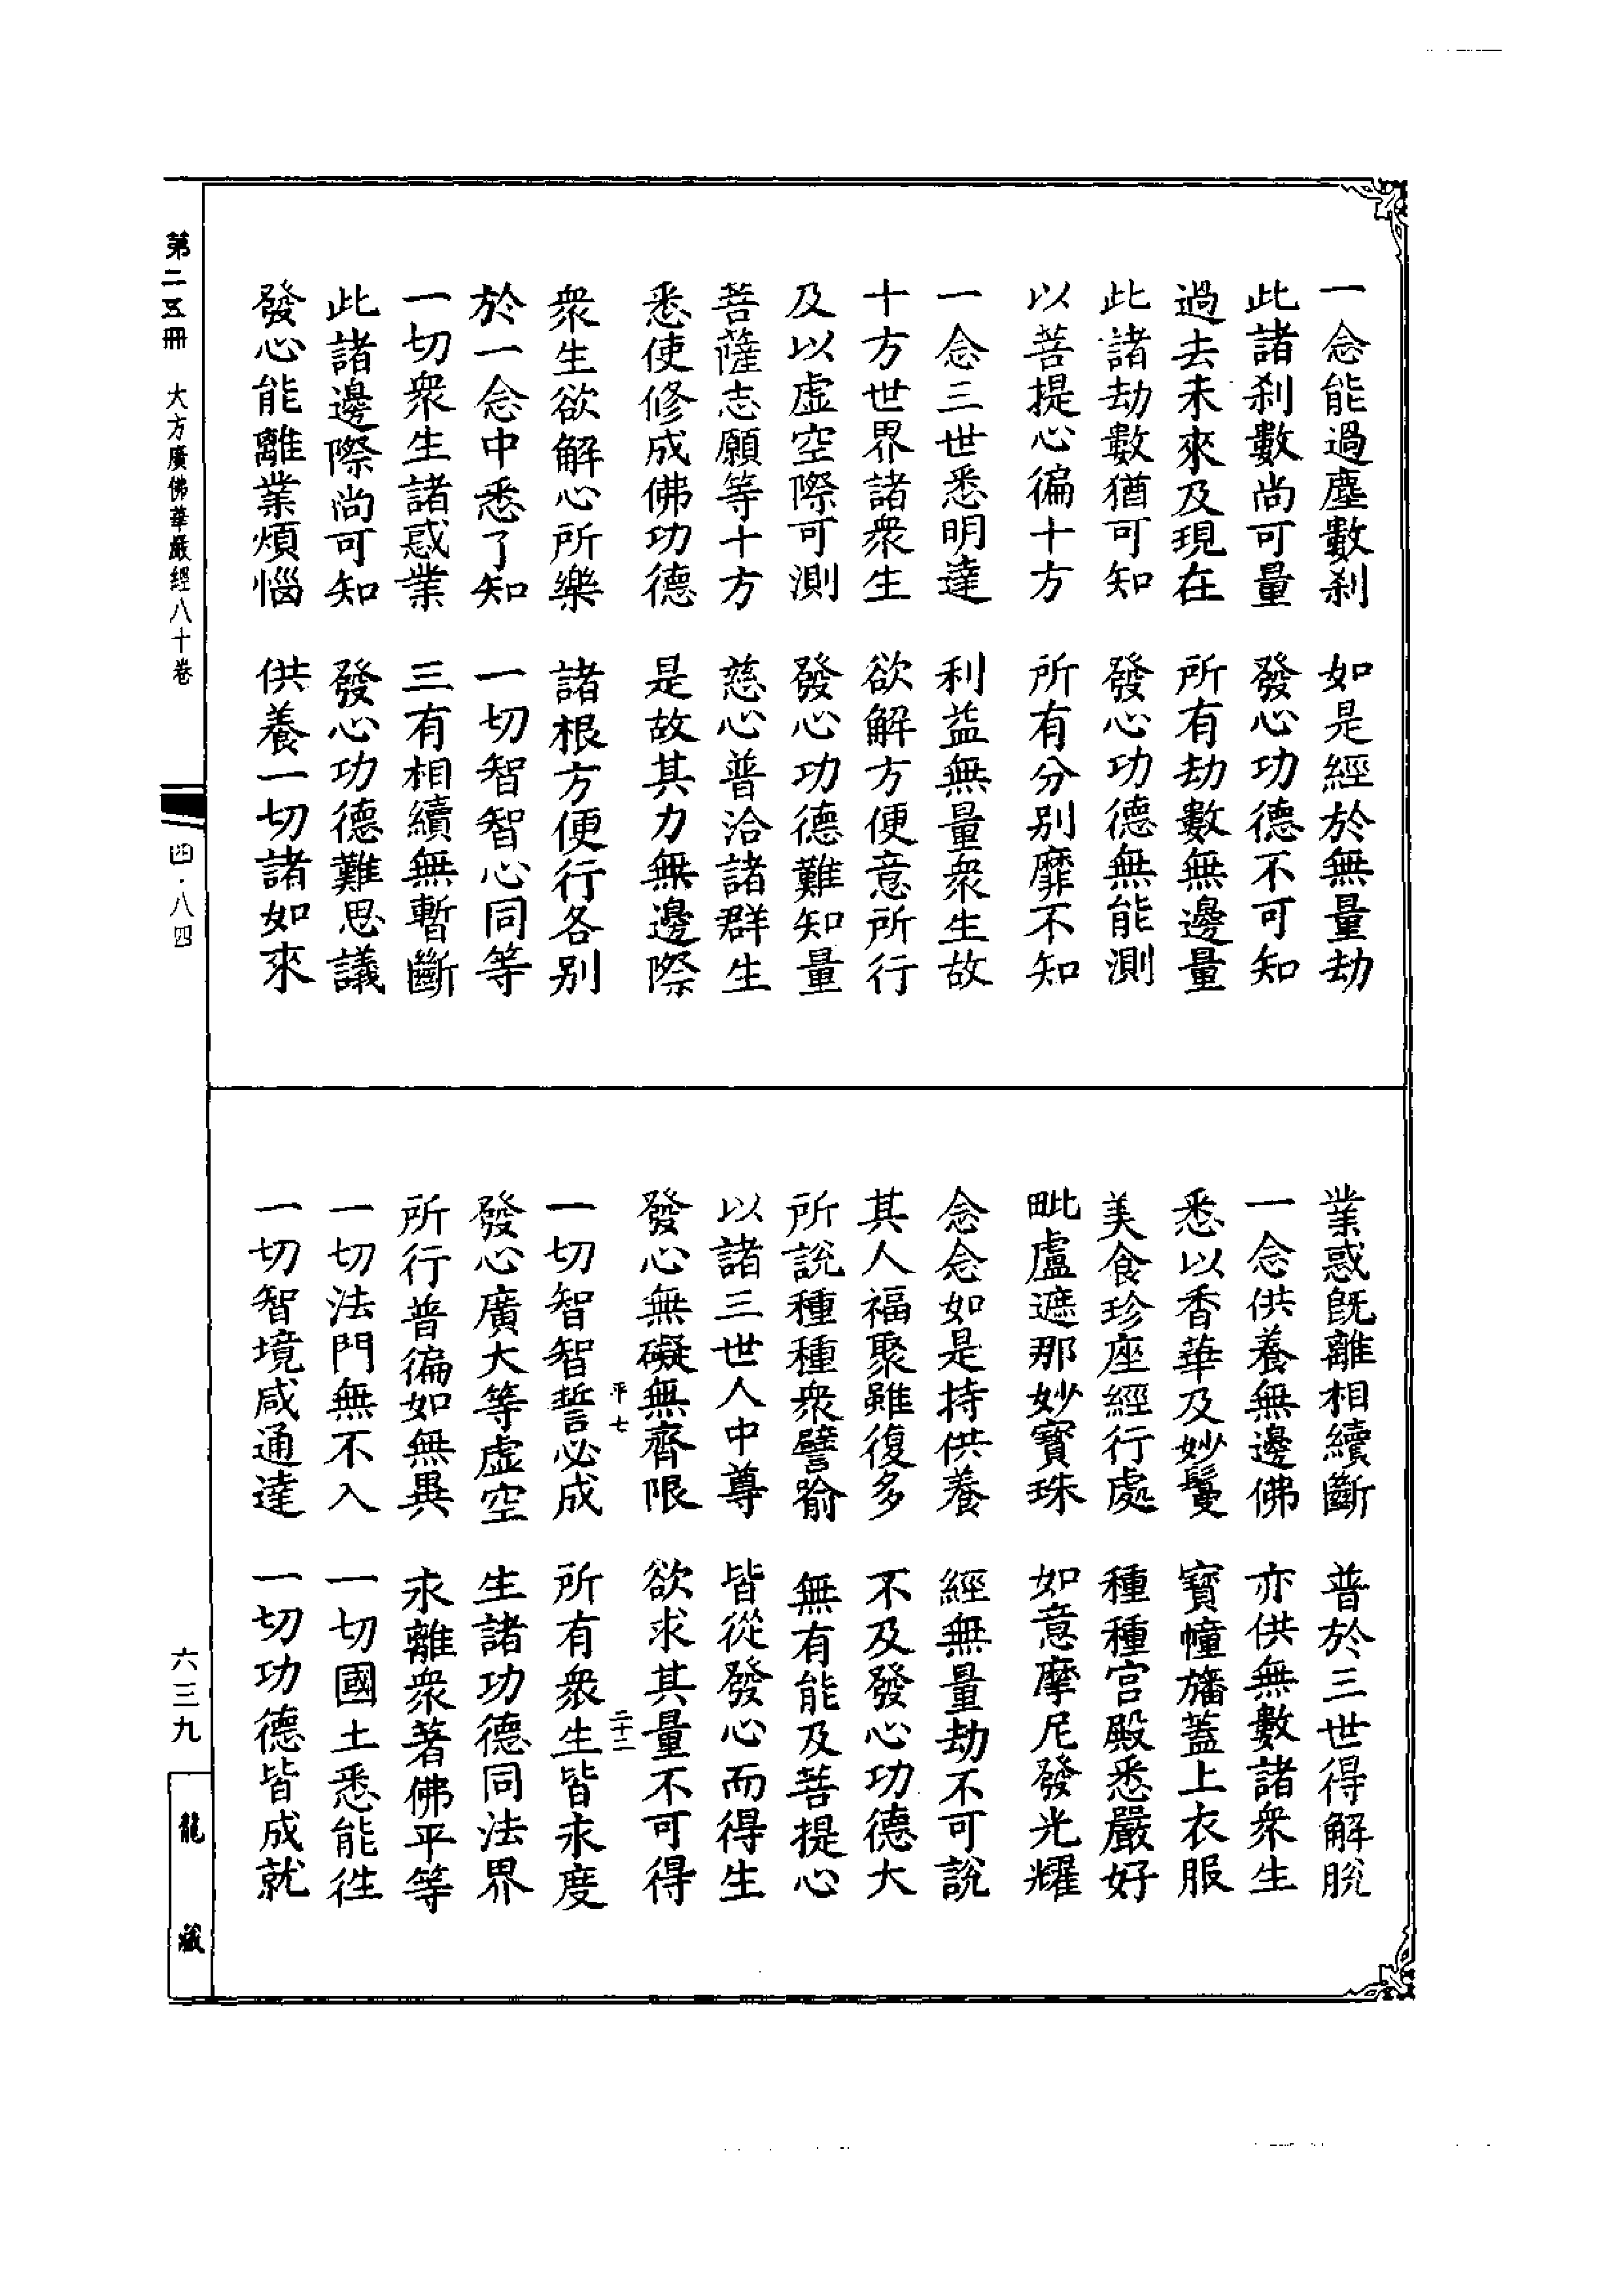 一念能過塵數刹　如是經於無量劫
此諸刹數尚可量　發心功德不可知
過去未來及現在　所有劫數無邊量
此諸劫數猶可知　發心功德無能測
以菩提心徧十方　所有分别靡不知
一念三世悉明達　利益無量衆生故
十方世界諸衆生　欲解方便意所行
及以虛空際可測　發心功德難知量
菩薩志願等十方　慈心普洽諸群生
悉使修成佛功德　是故其力無邊際
衆生欲解心所樂　諸根方便行各别
於一念中悉了知　一切智智心同等
一切衆生諸惑業　三有相續無暫斷
此諸邊際尚可知　發心功德難思議
發心能離業煩惱　供養一切諸如來
業惑既離相續斷　普於三世得解脫
一念供養無邊佛　亦供無數諸衆生
悉以香華及妙鬘　寶幢旛蓋上衣服
美食珍座經行處　種種宫殿悉嚴好
毗盧遮那妙寶珠　如意摩尼發光耀
念念如是持供養　經無量劫不可說
其人福聚雖復多　不及發心功德大
所說種種衆譬喻　無有能及菩提心
以諸三世人中尊　皆從發心而得生
發心無礙無齊限　欲求其量不可得
平七　二十二
一切智智誓必成　所有衆生皆永度
發心廣大等虛空　生諸功德同法界
所行普徧如無異　永離衆著佛平等
一切法門無不入　一切國土悉能往
一切智境咸通達　一切功德皆成就
第二五冊　大方廣佛華嚴經八十卷
四·八四
六三九
龍藏